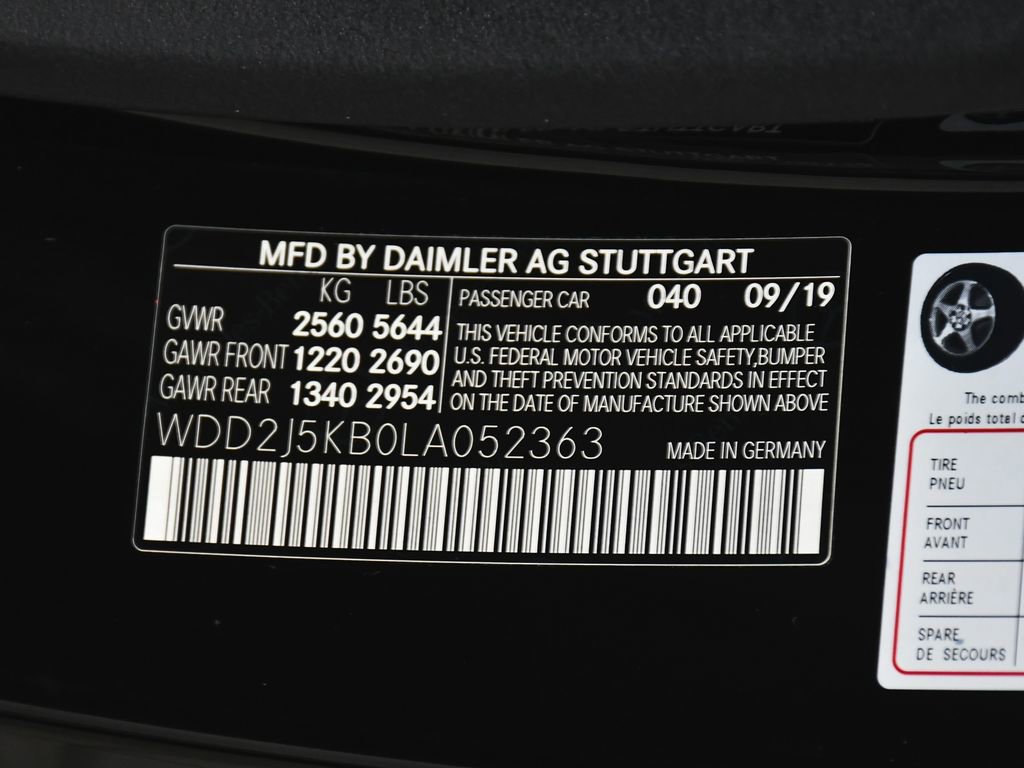 MFD BY DAIMLER AG STUTTGART
KG LBS
GVWR 2560 5644
GAWR FRONT 1220 2690
GAWR REAR 1340 2954
PASSENGER CAR 040 09/19
THIS VEHICLE CONFORMS TO ALL APPLICABLE
U.S. FEDERAL MOTOR VEHICLE SAFETY,BUMPER
AND THEFT PREVENTION STANDARDS IN EFFECT
ON THE DATE OF MANUFACTURE SHOWN ABOVE
WDD2J5KB0LA052363
MADE IN GERMANY
The comb
Le poids total
TIRE
PNEU
FRONT
AVANT
REAR
ARRIÈRE
SPARE
DE SECOURS